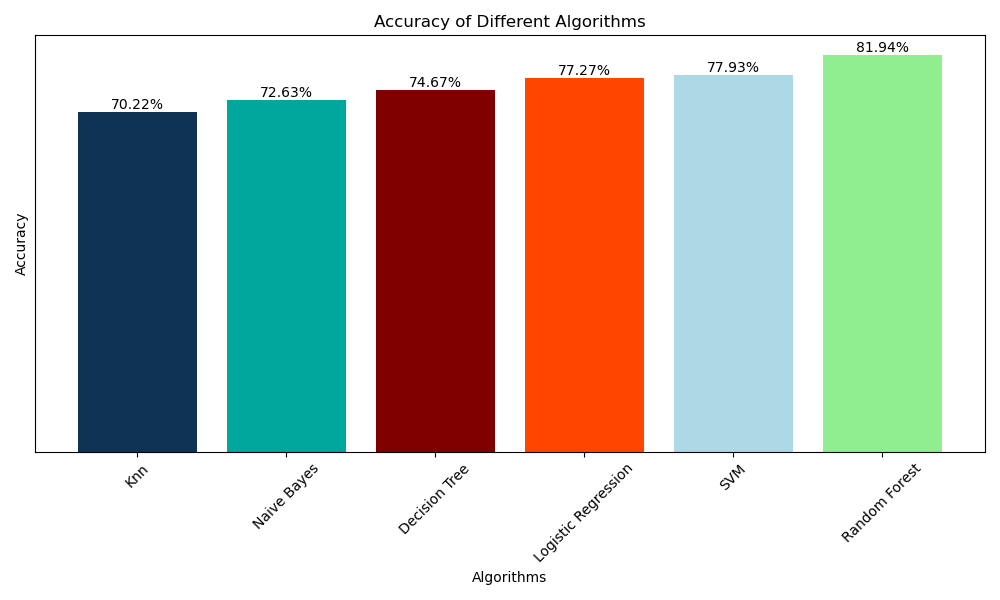 Accuracy of Different Algorithms
81.94%
77.93%
77.27%
74.67%
72.63%
70.22%
Accuracy
Knn
Naive Bayes
Decision Tree
Logistic Regression
SVM
Random Forest
Algorithms